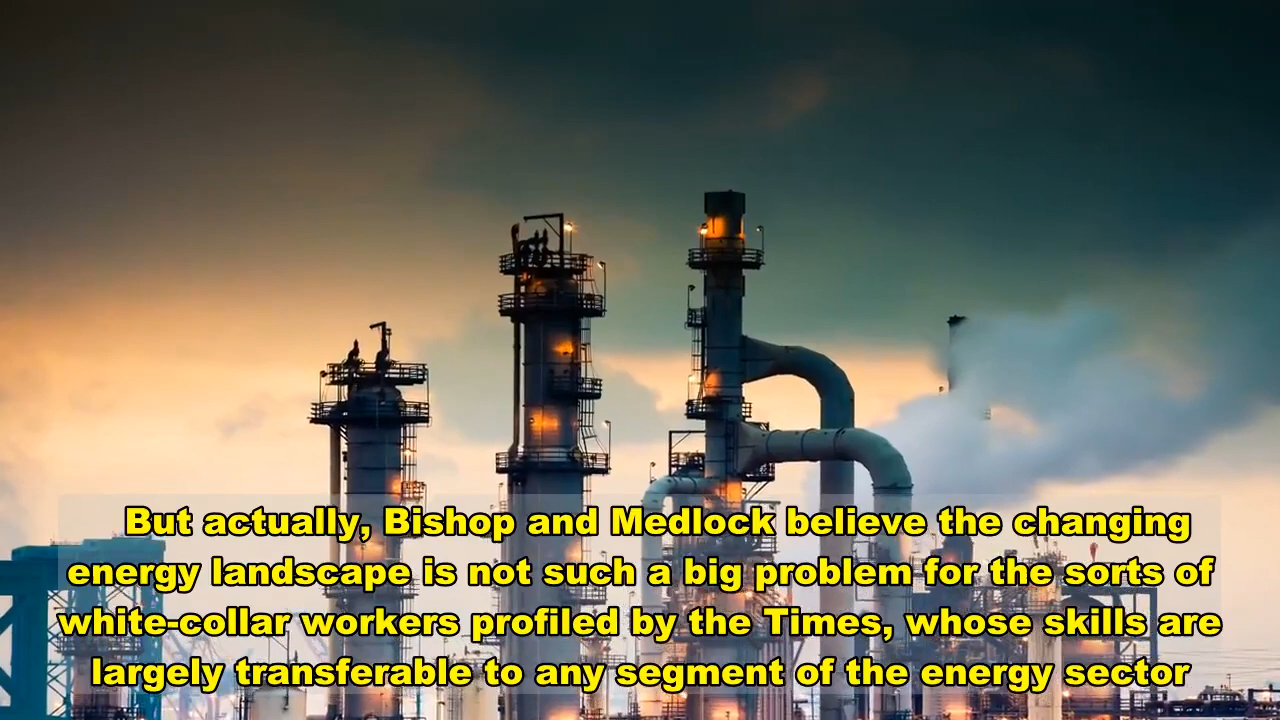 But actually, Bishop and Medlock believe the changing
energy landscape is not such a big problem for the sorts of
white-collar workers profiled by the Times, whose skills are
largely transferable to any segment of the energy sector